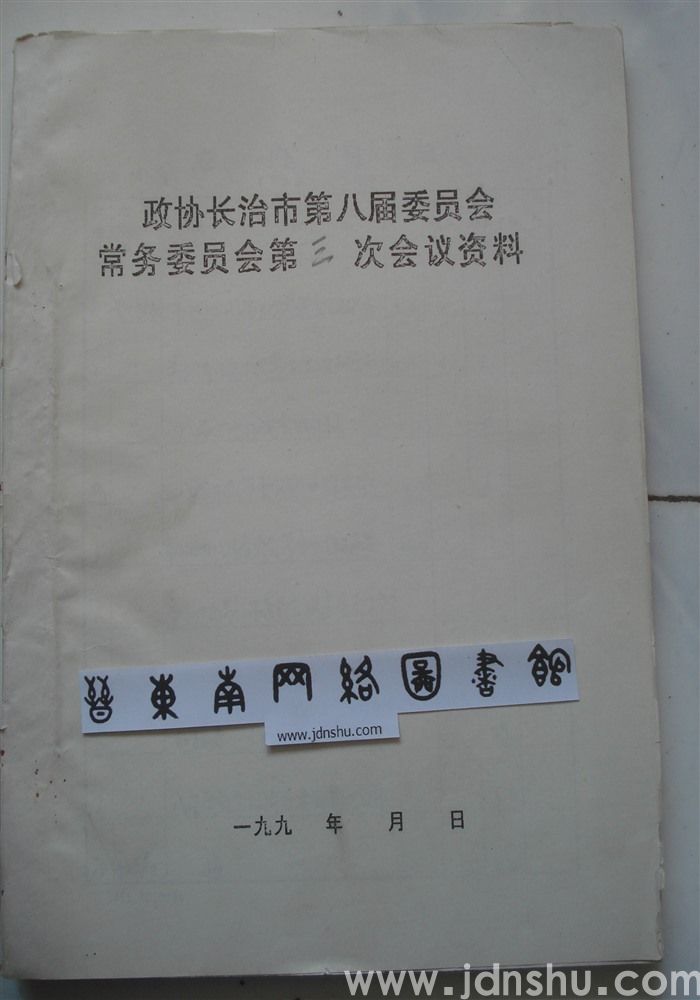 政协长治市第八届委员会
常务委员会第三次会议资料
晉東南网絡圖書館
www.jdnshu.com
一九九 年 月 日
www.jdnshu.com